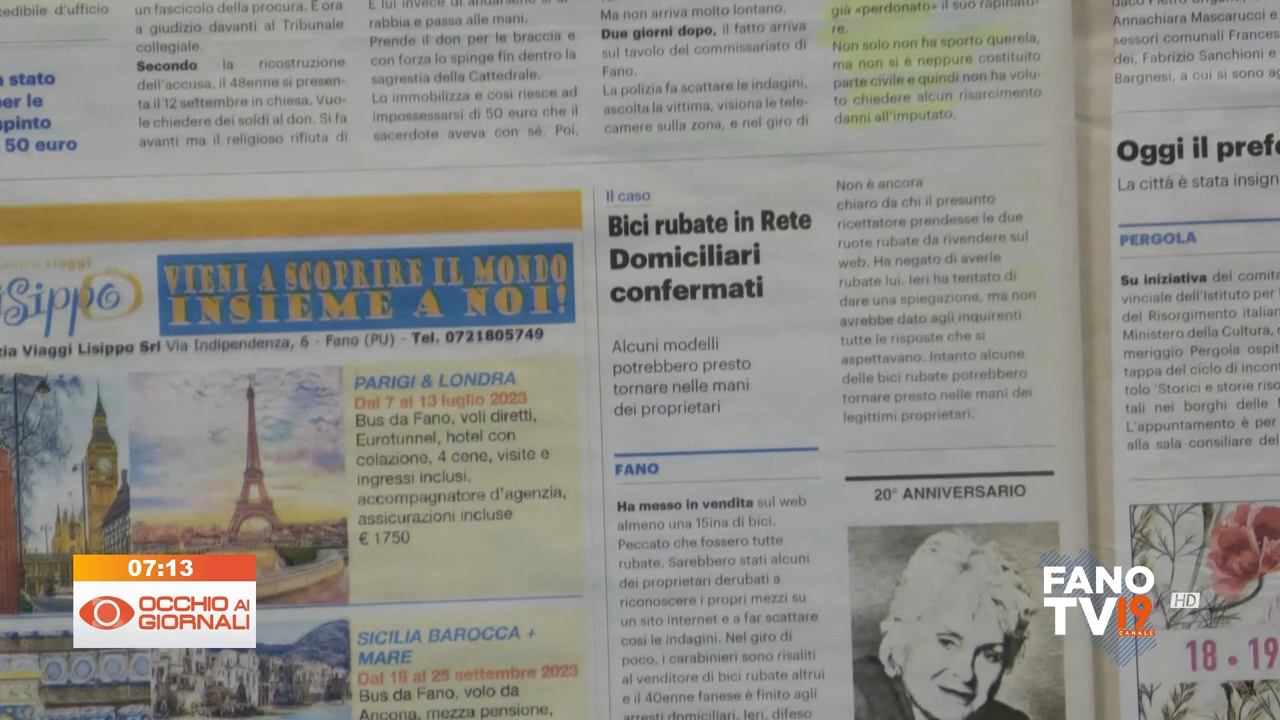 cedibile d'ufficio
stato
per le
spinto
50 euro
un fascicolo della procura. E ora
a giudizio davanti al Tribunale
collegiale.
Secondo la ricostruzione
dell'accusa, il 48enne si presen-
ta il 12 settembre in chiesa. Vuo-
le chiedere dei soldi al don. Si fa
avanti ma il religioso rifiuta di
E lui invece di andarsene si ar-
rabbia e passa alle mani.
Prende il don per le braccia e
con forza lo spinge fin dentro la
sagrestia della Cattedrale.
Lo immobilizza e così riesce ad
impossessarsi di 50 euro che il
sacerdote aveva con sé. Poi,
Ma non arriva molto lontano.
Due giorni dopo, il fatto arriva
sul tavolo del commissariato di
Fano.
La polizia fa scattare le indagini,
ascolta la vittima, visiona le tele-
camere sulla zona, e nel giro di
già «perdonato» il suo rapinato-
re.
Non solo non ha sporto querela,
ma non si è neppure costituito
parte civile e quindi non ha volu-
to chiedere alcun risarcimento
danni all'imputato.
Annachiara Mascarucci e
sessori comunali Frances
dei, Fabrizio Sanchioni e
Bargnesi, a cui si sono ag
Lisippo
VIENI A SCOPRIRE IL MONDO
INSIEME A NOI!
zia Viaggi Lisippo Srl Via Indipendenza, 6 - Fano (PU) - Tel. 0721805749
PARIGI & LONDRA
Dal 7 al 13 luglio 2023
Bus da Fano, voli diretti,
Eurotunnel, hotel con
colazione, 4 cene, visite e
ingressi inclusi,
accompagnatore d'agenzia,
assicurazioni incluse
€ 1750
SICILIA BAROCCA +
MARE
Dal 18 al 25 settembre 2023
Bus da Fano, volo da
Ancona, mezza pensione,
Il caso
Bici rubate in Rete
Domiciliari
confermati
Alcuni modelli
potrebbero presto
tornare nelle mani
dei proprietari
FANO
Ha messo in vendita sul web
almeno una 15ina di bici.
Peccato che fossero tutte
rubate. Sarebbero stati alcuni
dei proprietari derubati a
riconoscere i propri mezzi su
un sito internet e a far scattare
così le indagini. Nel giro di
poco, i carabinieri sono risaliti
al venditore di bici rubate altrui
e il 40enne fanese è finito agli
arresti domiciliari. Ieri, difeso
Non è ancora
chiaro da chi il presunto
ricettatore prendesse le due
ruote rubate da rivendere sul
web. Ha negato di averle
rubate lui. Ieri ha tentato di
dare una spiegazione, ma non
avrebbe dato agli inquirenti
tutte le risposte che si
aspettavano. Intanto alcune
delle bici rubate potrebbero
tornare presto nelle mani dei
legittimi proprietari.
20° ANNIVERSARIO
Oggi il prefe
La città è stata insign
PERGOLA
Su iniziativa del comita
vinciale dell'Istituto per l
del Risorgimento italian
Ministero della Cultura,
meriggio Pergola ospit
tappa del ciclo di incont
tolo 'Storici e storie riso
tali nei borghi delle
L'appuntamento è per
alla sala consiliare del
18 • 19
07:13
OCCHIO AI
GIORNALI
FANO
TV19
CANALE
HD